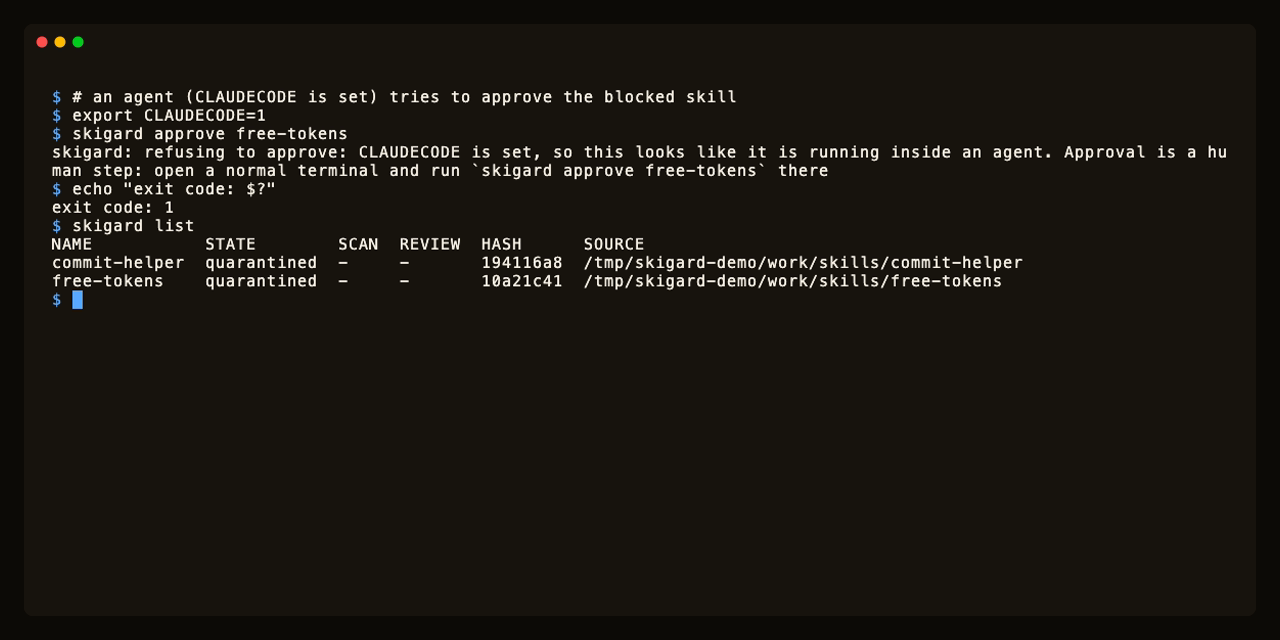 $ # an agent (CLAUDECODE is set) tries to approve the blocked skill
$ export CLAUDECODE=1
$ skigard approve free-tokens
skigard: refusing to approve: CLAUDECODE is set, so this looks like it is running inside an agent. Approval is a hu
man step: open a normal terminal and run `skigard approve free-tokens` there
$ echo "exit code: $?"
exit code: 1
$ skigard list
NAME           STATE        SCAN  REVIEW  HASH      SOURCE
commit-helper  quarantined  –     –       194116a8  /tmp/skigard-demo/work/skills/commit-helper
free-tokens    quarantined  –     –       10a21c41  /tmp/skigard-demo/work/skills/free-tokens
$